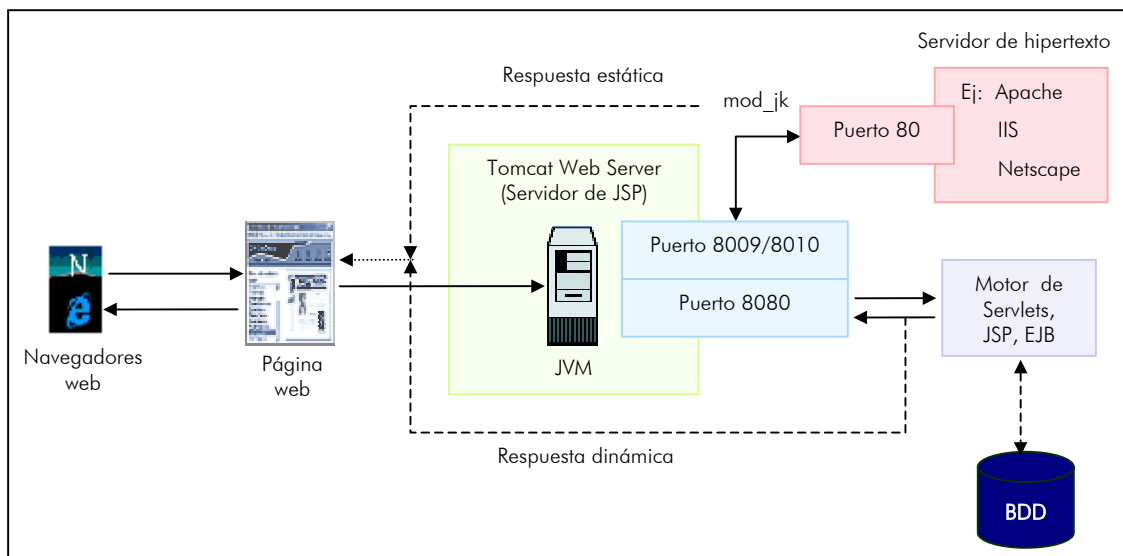 Servidor de hipertexto
Respuesta estática
mod_jk
Puerto 80
Ej: Apache
IIS
Netscape
Tomcat Web Server
(Servidor de JSP)
Puerto 8009/8010
Puerto 8080
JVM
Motor de
Servlets,
JSP, EJB
N
e
Navegadores
web
Página
web
Respuesta dinámica
BDD